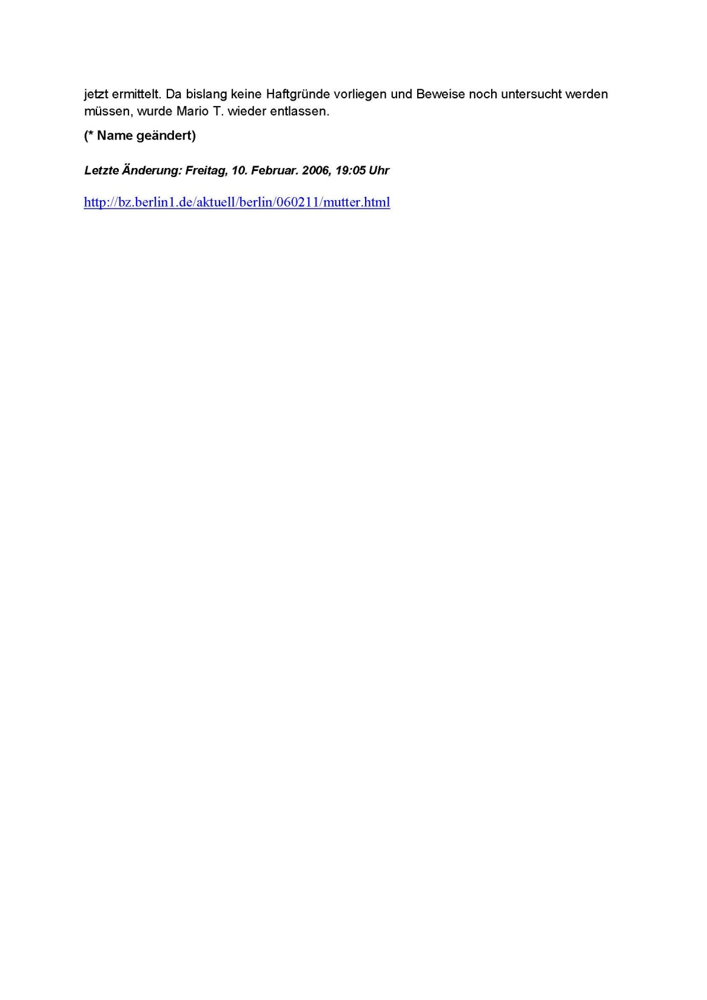 jetzt ermittelt. Da bislang keine Haftgründe vorliegen und Beweise noch untersucht werden
müssen, wurde Mario T. wieder entlassen.
(* Name geändert)
Letzte Änderung: Freitag, 10. Februar. 2006, 19:05 Uhr
http://bz.berlin1.de/aktuell/berlin/060211/mutter.html